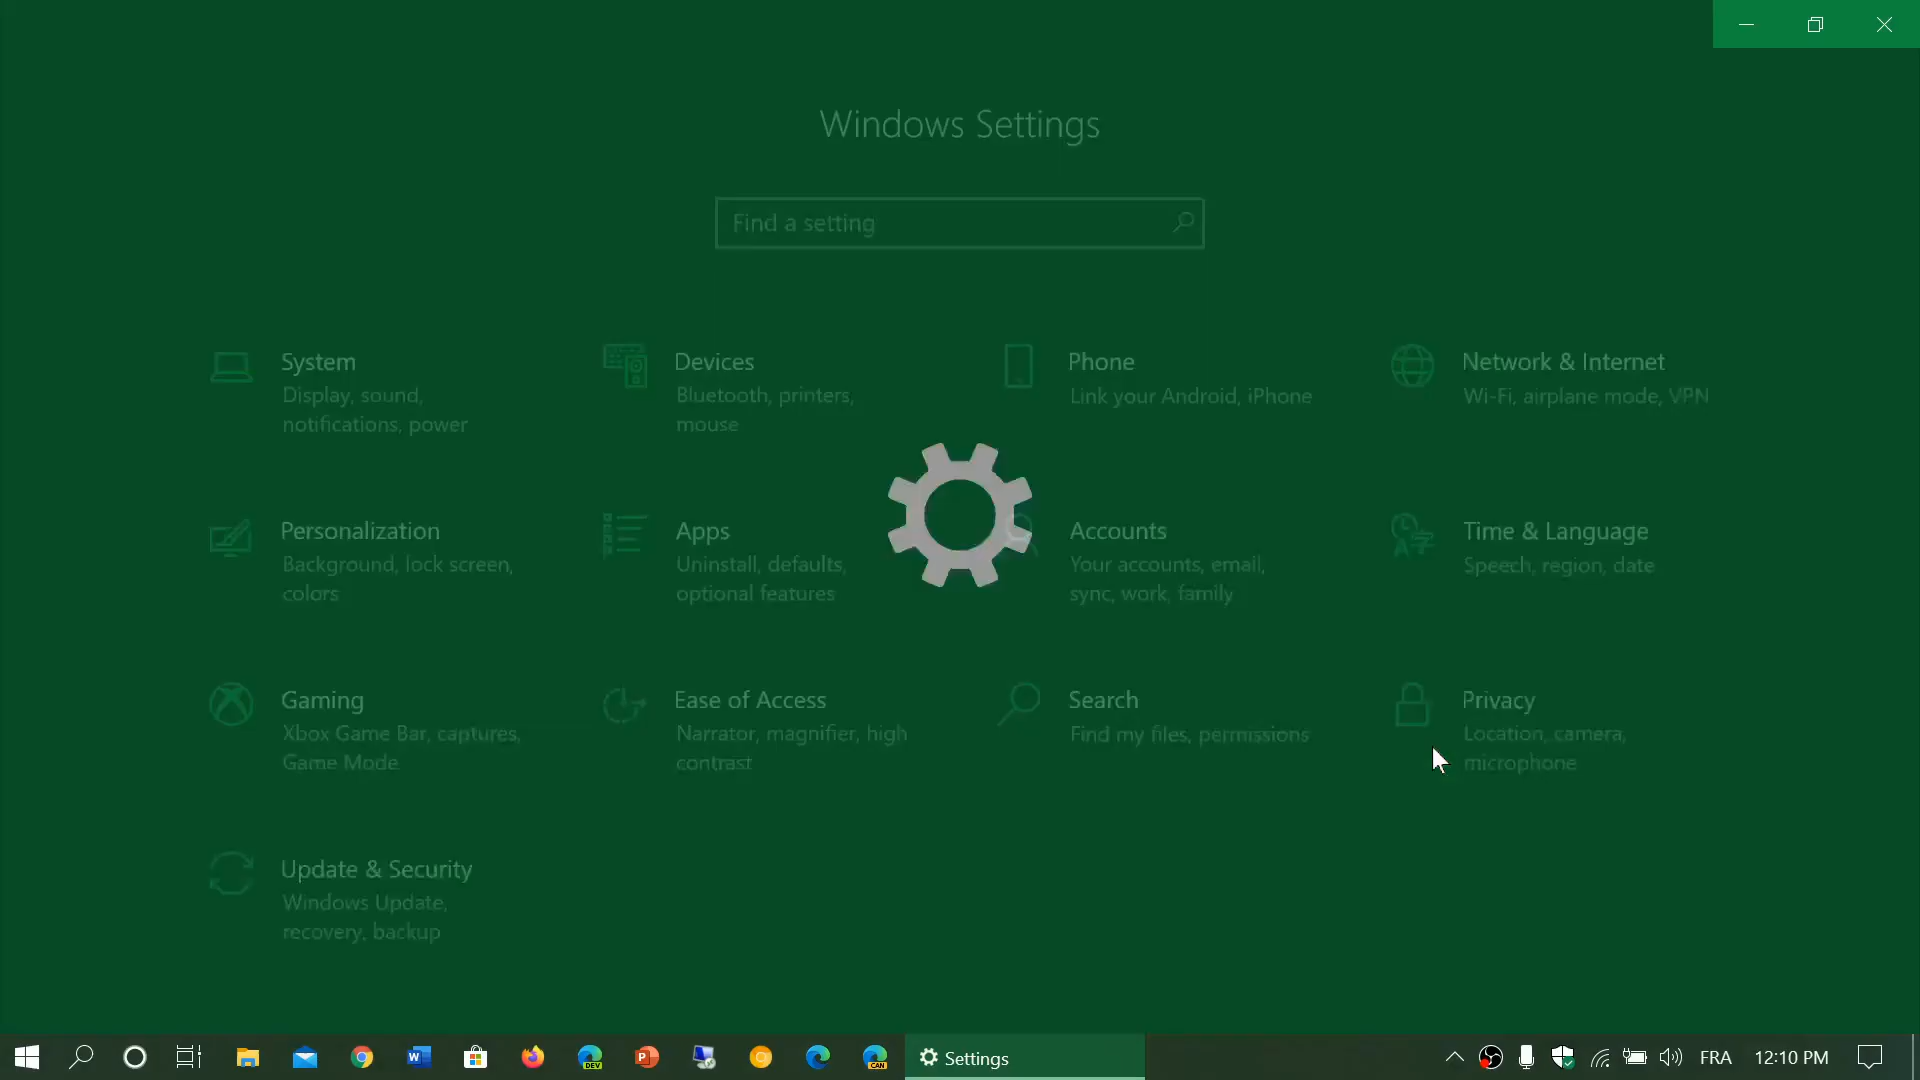 Windows Settings
Find a setting
System
Display, sound,
notifications, power
Devices
Bluetooth, printers,
mouse
Phone
Link your Android, iPhone
Network & Internet
Wi-Fi, airplane mode, VPN
Personalization
Background, lock screen,
colors
Apps
Uninstall, defaults,
optional features
Accounts
Your accounts, email,
sync, work, family
Time & Language
Speech, region, date
Gaming
Xbox Game Bar, captures,
Game Mode
Ease of Access
Narrator, magnifier, high
contrast
Search
Find my files, permissions
Privacy
Location, camera,
microphone
Update & Security
Windows Update,
recovery, backup
W
DEV
P
CAN
Settings
FRA
12:10 PM